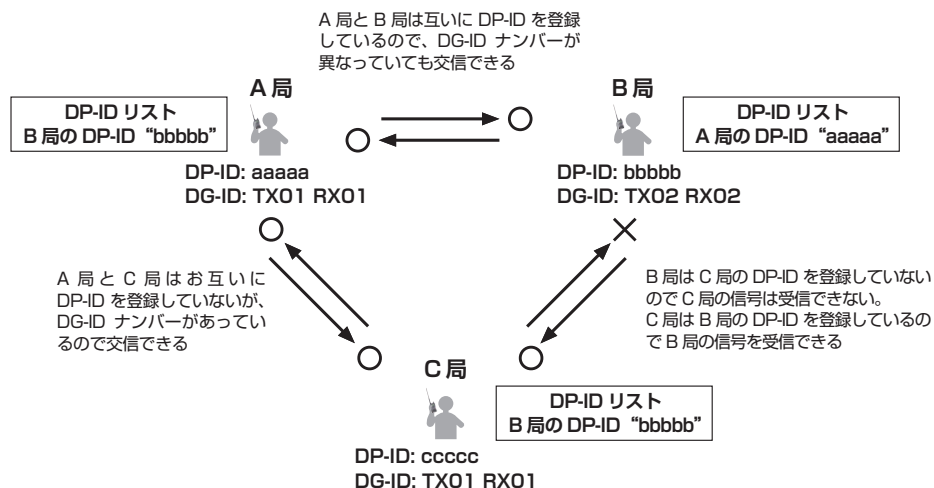 A 局と B 局は互いに DP-ID を登録
しているので、DG-ID ナンバーが
異なっていても交信できる
A 局
B 局
DP-ID リスト
B 局の DP-ID “bbbbb”
DP-ID リスト
A 局の DP-ID “aaaaa”
DP-ID: aaaaa
DG-ID: TX01 RX01
DP-ID: bbbbb
DG-ID: TX02 RX02
A 局と C 局はお互いに
DP-ID を登録していないが、
DG-ID ナンバーがあってい
るので交信できる
B 局は C 局の DP-ID を登録していない
ので C 局の信号は受信できない。
C 局は B 局の DP-ID を登録しているの
で B 局の信号を受信できる
C 局
DP-ID リスト
B 局の DP-ID “bbbbb”
DP-ID: ccccc
DG-ID: TX01 RX01